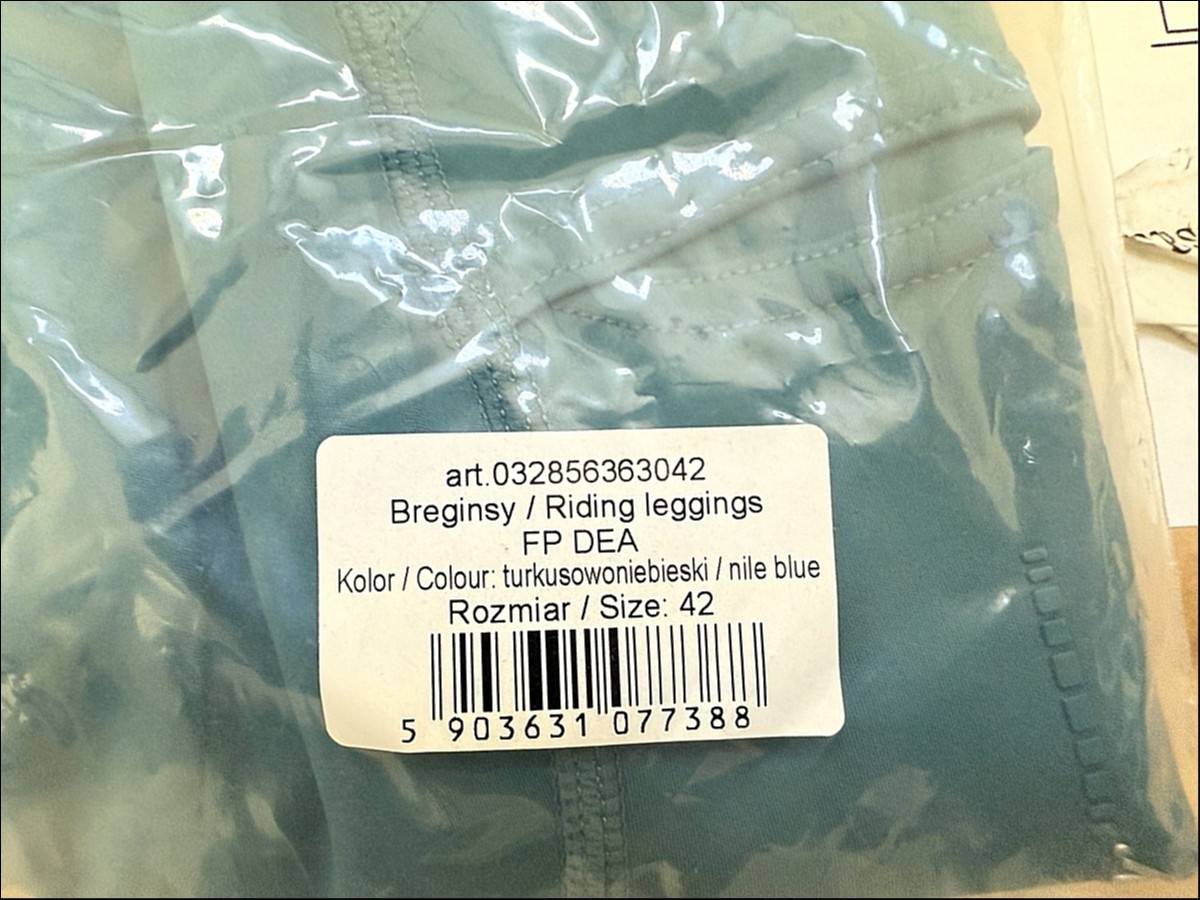 art.032856363042
Breginsy / Riding leggings
FP DEA
Kolor / Colour: turkusowoniebieski / nile blue
Rozmiar / Size: 42
5 903631 077388